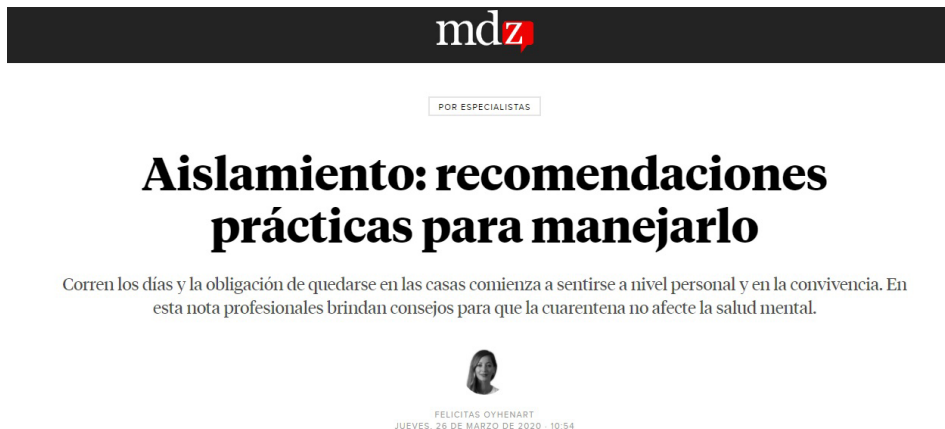 mdz
POR ESPECIALISTAS
Aislamiento: recomendaciones
prácticas para manejarlo
Corren los días y la obligación de quedarse en las casas comienza a sentirse a nivel personal y en la convivencia. En
esta nota profesionales brindan consejos para que la cuarentena no afecte la salud mental.
FELICITAS OYHENART
JUEVES, 26 DE MARZO DE 2020 · 10:54